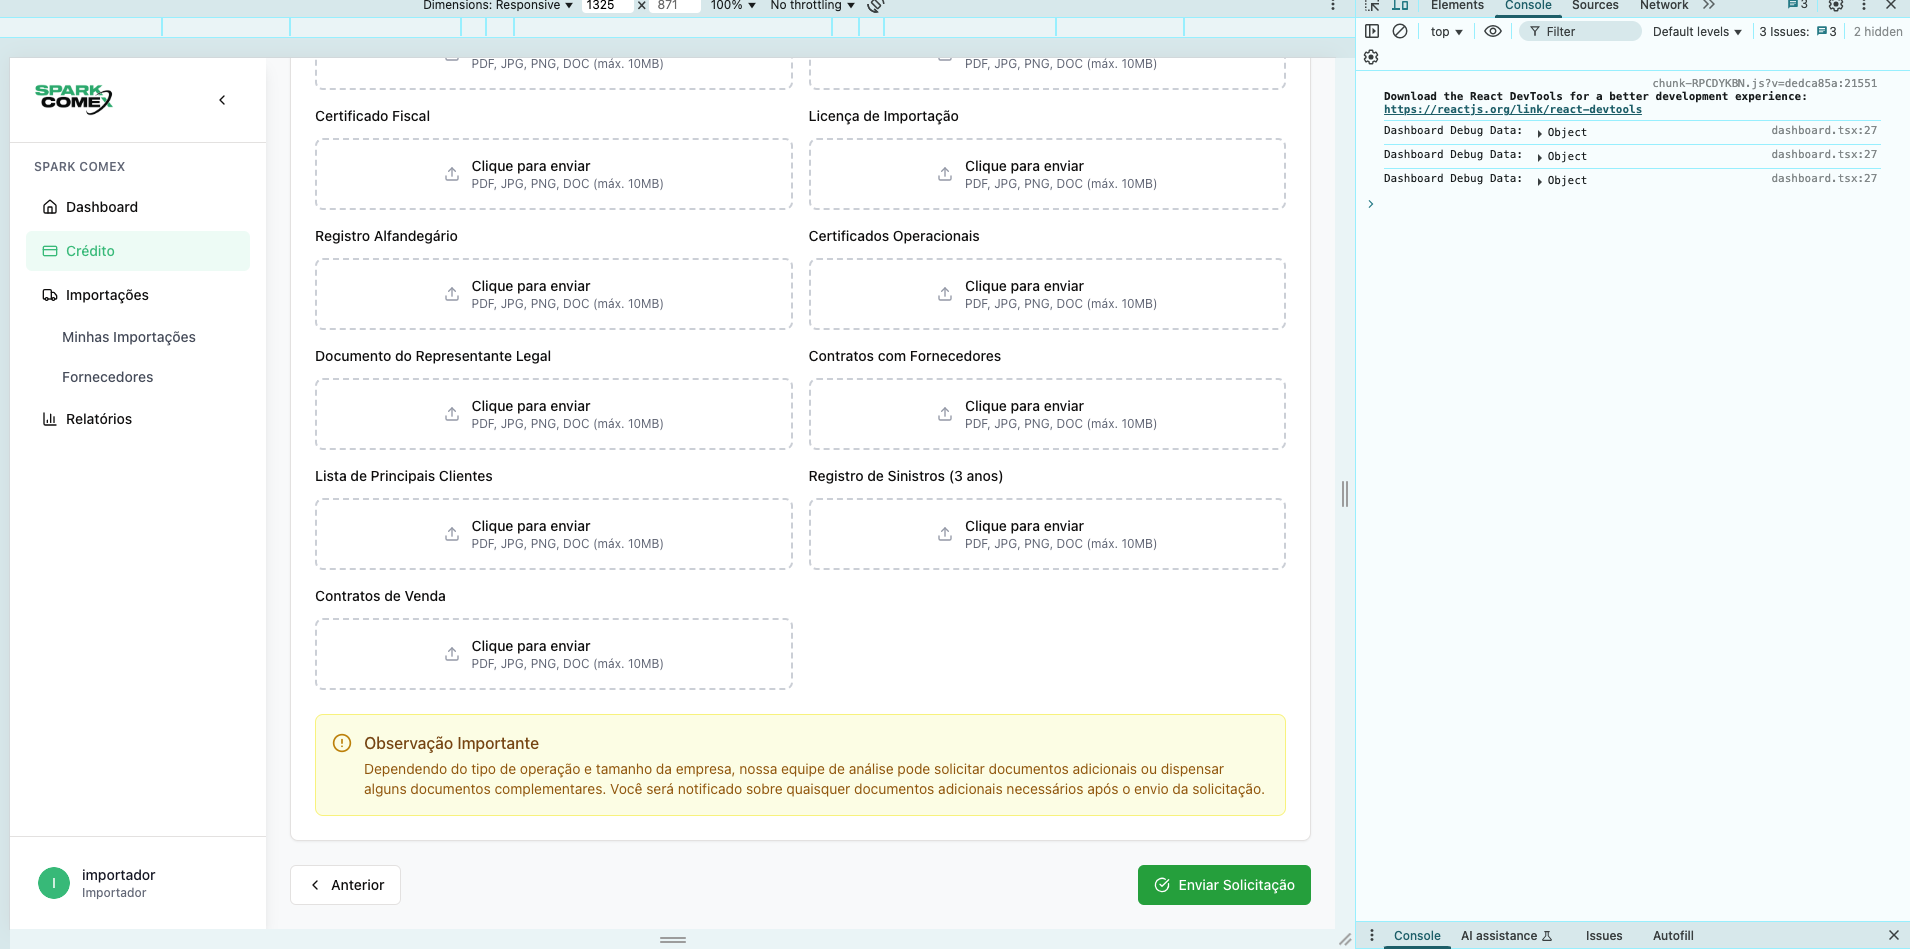 Dimensions: Responsive 1325 × 871 100% No throttling
SPARK
COMEX
SPARK COMEX
Dashboard
Crédito
Importações
Minhas Importações
Fornecedores
Relatórios
I
importador
Importador
PDF, JPG, PNG, DOC (máx. 10MB)
PDF, JPG, PNG, DOC (máx. 10MB)
Certificado Fiscal
Clique para enviar
PDF, JPG, PNG, DOC (máx. 10MB)
Licença de Importação
Clique para enviar
PDF, JPG, PNG, DOC (máx. 10MB)
Registro Alfandegário
Clique para enviar
PDF, JPG, PNG, DOC (máx. 10MB)
Certificados Operacionais
Clique para enviar
PDF, JPG, PNG, DOC (máx. 10MB)
Documento do Representante Legal
Clique para enviar
PDF, JPG, PNG, DOC (máx. 10MB)
Contratos com Fornecedores
Clique para enviar
PDF, JPG, PNG, DOC (máx. 10MB)
Lista de Principais Clientes
Clique para enviar
PDF, JPG, PNG, DOC (máx. 10MB)
Registro de Sinistros (3 anos)
Clique para enviar
PDF, JPG, PNG, DOC (máx. 10MB)
Contratos de Venda
Clique para enviar
PDF, JPG, PNG, DOC (máx. 10MB)
Observação Importante
Dependendo do tipo de operação e tamanho da empresa, nossa equipe de análise pode solicitar documentos adicionais ou dispensar
alguns documentos complementares. Você será notificado sobre quaisquer documentos adicionais necessários após o envio da solicitação.
Anterior
Enviar Solicitação
Elements Console Sources Network 3
top Filter Default levels 3 Issues: 3 2 hidden
chunk-RPCDYKBN.js?v=dedca85a:21551
Download the React DevTools for a better development experience:
https://reactjs.org/link/react-devtools
Dashboard Debug Data: Object dashboard.tsx:27
Dashboard Debug Data: Object dashboard.tsx:27
Dashboard Debug Data: Object dashboard.tsx:27
Console AI assistance Issues Autofill